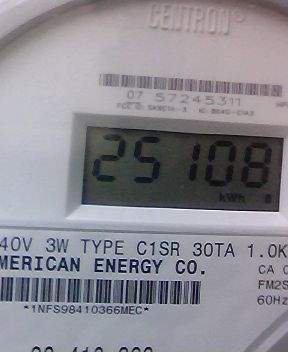 CENTRON®
07 57245311
25108
kWh
40V 3W TYPE C1SR 30TA 1.0K
MERICAN ENERGY CO.
CA
FM2S
60Hz
*1NFS98410366MEC*